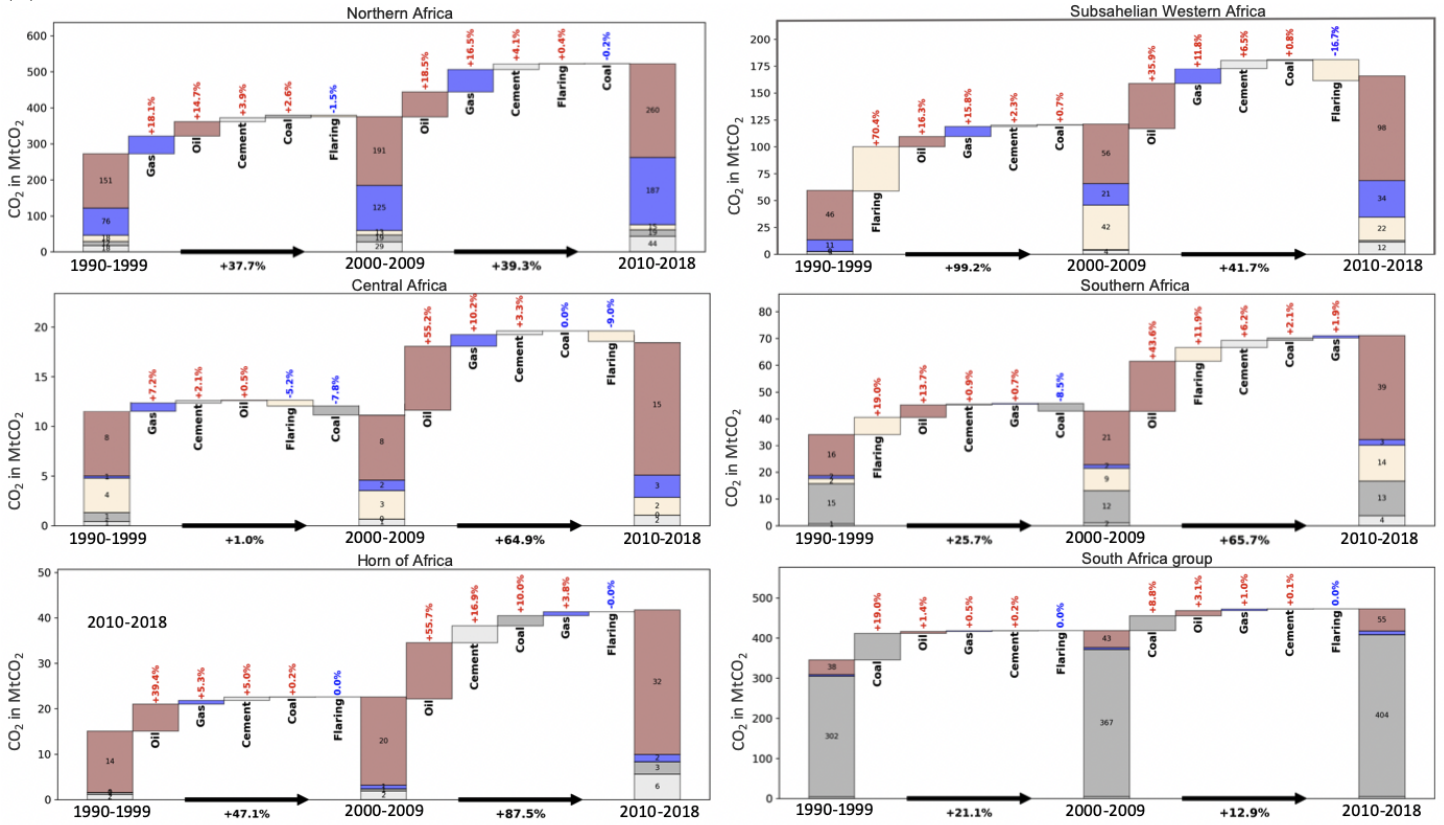 Northern Africa
CO2 in MtCO2
600
500
400
300
200
100
0
151
76
18
18
Gas +18.1%
Oil +14.7%
Cement +3.9%
Coal +2.6%
Flaring -1.5%
191
125
13
19
29
Oil +18.5%
Gas +16.5%
Cement +4.1%
Flaring +0.4%
Coal -0.2%
260
187
15
19
44
1990-1999
+37.7%
2000-2009
+39.3%
2010-2018
Subsahelian Western Africa
CO2 in MtCO2
200
175
150
125
100
75
50
25
0
46
11
Flaring +70.4%
Oil +16.3%
Gas +15.8%
Cement +2.3%
Coal +0.7%
56
21
42
4
Oil +35.9%
Gas +11.8%
Cement +6.5%
Coal +0.8%
Flaring -16.7%
98
34
22
12
1990-1999
+99.2%
2000-2009
+41.7%
2010-2018
Central Africa
CO2 in MtCO2
20
15
10
5
0
8
1
4
1
Gas +7.2%
Cement +2.1%
Oil +0.5%
Flaring -5.2%
Coal -7.8%
8
2
3
0
Oil +55.2%
Gas +10.2%
Cement +3.3%
Coal 0.0%
Flaring -9.0%
15
3
2
0
2
1990-1999
+1.0%
2000-2009
+64.9%
2010-2018
Southern Africa
CO2 in MtCO2
80
70
60
50
40
30
20
10
0
16
2
2
15
1
Flaring +19.0%
Oil +13.7%
Cement +0.9%
Gas +0.7%
Coal -8.5%
21
2
9
12
2
Oil +43.6%
Flaring +11.9%
Cement +6.2%
Coal +2.1%
Gas +1.9%
39
14
13
4
1990-1999
+25.7%
2000-2009
+65.7%
2010-2018
Horn of Africa
2010-2018
CO2 in MtCO2
50
40
30
20
10
0
14
Oil +39.4%
Gas +5.3%
Cement +5.0%
Coal +0.2%
Flaring 0.0%
20
1
2
Oil +55.7%
Cement +16.9%
Coal +10.0%
Gas +3.8%
Flaring -0.0%
32
2
3
6
1990-1999
+47.1%
2000-2009
+87.5%
2010-2018
South Africa group
CO2 in MtCO2
500
400
300
200
100
0
38
302
Coal +19.0%
Oil +1.4%
Gas +0.5%
Cement +0.2%
Flaring 0.0%
43
367
Coal +8.8%
Oil +3.1%
Gas +1.0%
Cement +0.1%
Flaring 0.0%
55
404
1990-1999
+21.1%
2000-2009
+12.9%
2010-2018